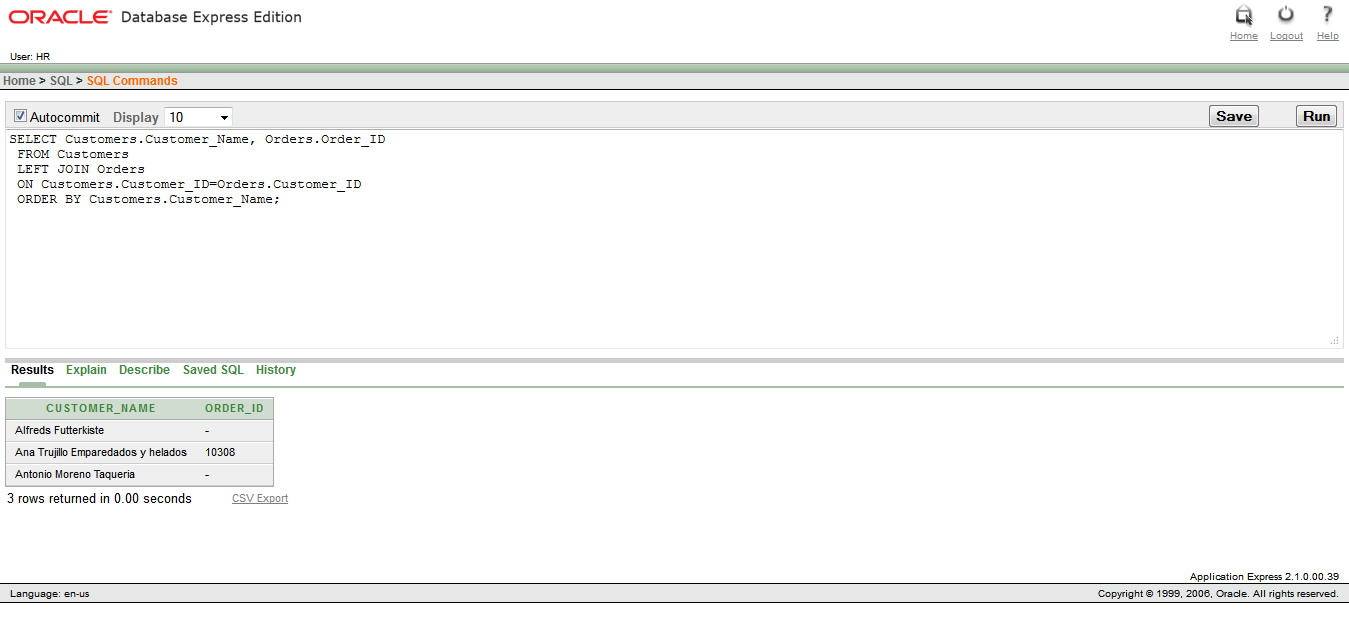 ORACLE® Database Express Edition
Home Logout Help
User: HR
Home > SQL > SQL Commands
Autocommit Display 10 Save Run
SELECT Customers.Customer_Name, Orders.Order_ID
FROM Customers
LEFT JOIN Orders
ON Customers.Customer_ID=Orders.Customer_ID
ORDER BY Customers.Customer_Name;
Results Explain Describe Saved SQL History
CUSTOMER_NAME ORDER_ID
Alfreds Futterkiste -
Ana Trujillo Emparedados y helados 10308
Antonio Moreno Taqueria -
3 rows returned in 0.00 seconds CSV Export
Application Express 2.1.0.00.39
Language: en-us Copyright © 1999, 2006, Oracle. All rights reserved.